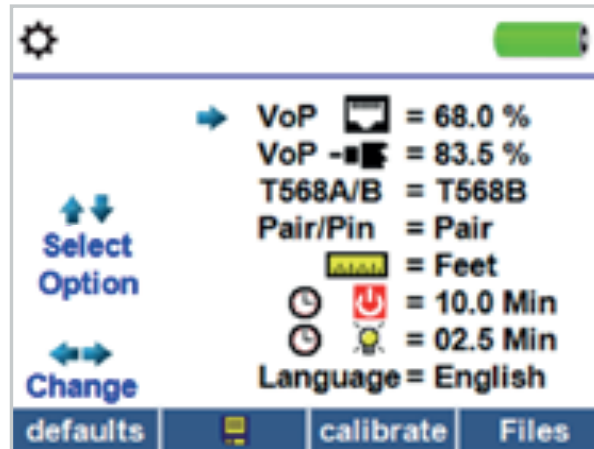 VoP = 68.0 %
VoP = 83.5 %
T568A/B = T568B
Pair/Pin = Pair
= Feet
= 10.0 Min
= 02.5 Min
Language = English
Select
Option
Change
defaults calibrate Files